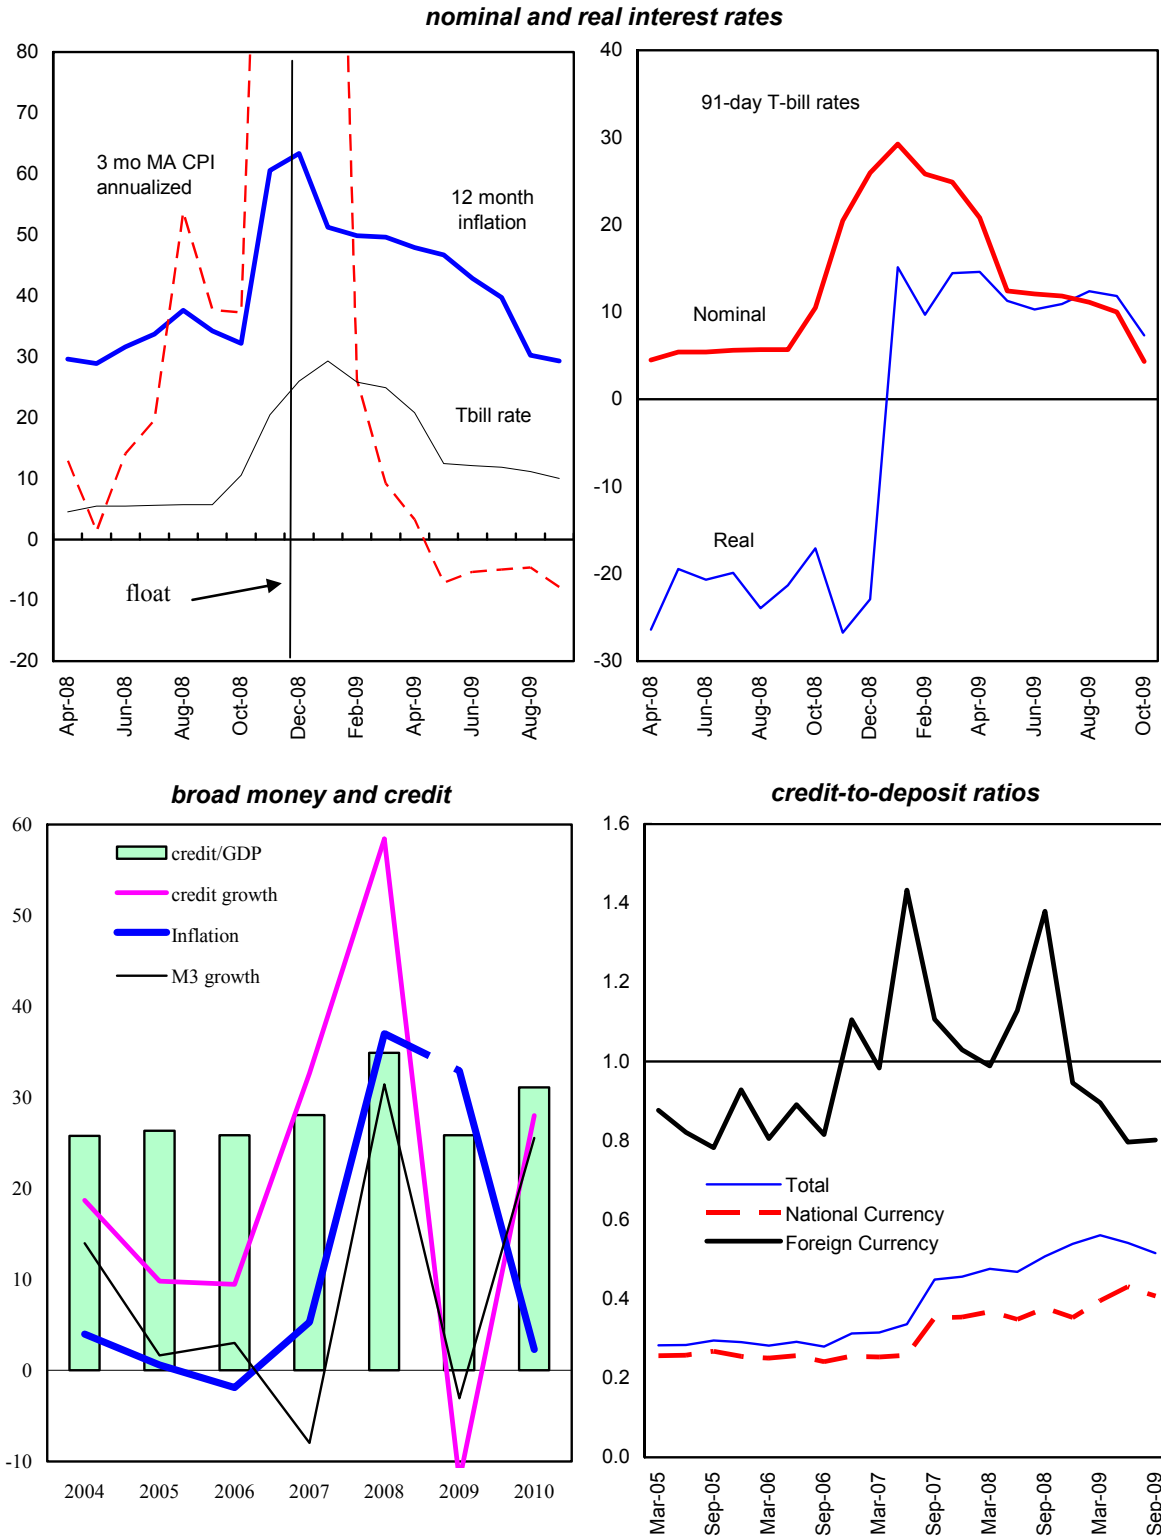 nominal and real interest rates
80
70
60
50
40
30
20
10
0
-10
-20
3 mo MA CPI
annualized
12 month
inflation
Tbill rate
float
Apr-08
Jun-08
Aug-08
Oct-08
Dec-08
Feb-09
Apr-09
Jun-09
Aug-09
40
30
20
10
0
-10
-20
-30
91-day T-bill rates
Nominal
Real
Apr-08
Jun-08
Aug-08
Oct-08
Dec-08
Feb-09
Apr-09
Jun-09
Aug-09
Oct-09
broad money and credit
60
50
40
30
20
10
0
-10
credit/GDP
credit growth
Inflation
M3 growth
2004
2005
2006
2007
2008
2009
2010
credit-to-deposit ratios
1.6
1.4
1.2
1.0
0.8
0.6
0.4
0.2
0.0
Total
National Currency
Foreign Currency
Mar-05
Sep-05
Mar-06
Sep-06
Mar-07
Sep-07
Mar-08
Sep-08
Mar-09
Sep-09